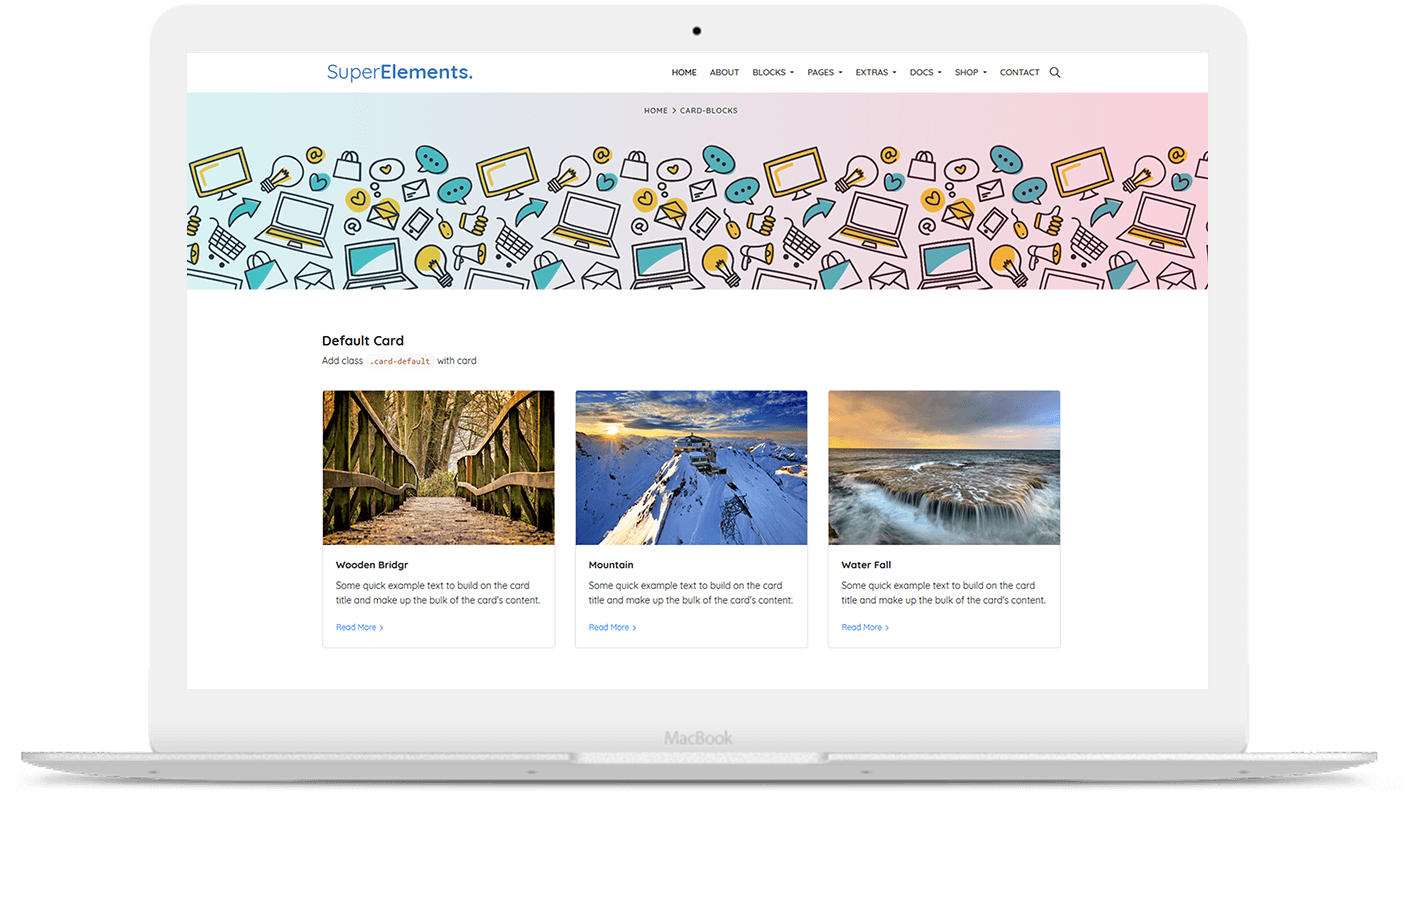 SuperElements.
HOME ABOUT BLOCKS PAGES EXTRAS DOCS SHOP CONTACT
HOME > CARD-BLOCKS
Default Card
Add class .card-default with card
Wooden Bridgr
Some quick example text to build on the card
title and make up the bulk of the card's content.
Read More >
Mountain
Some quick example text to build on the card
title and make up the bulk of the card's content.
Read More >
Water Fall
Some quick example text to build on the card
title and make up the bulk of the card's content.
Read More >
MacBook